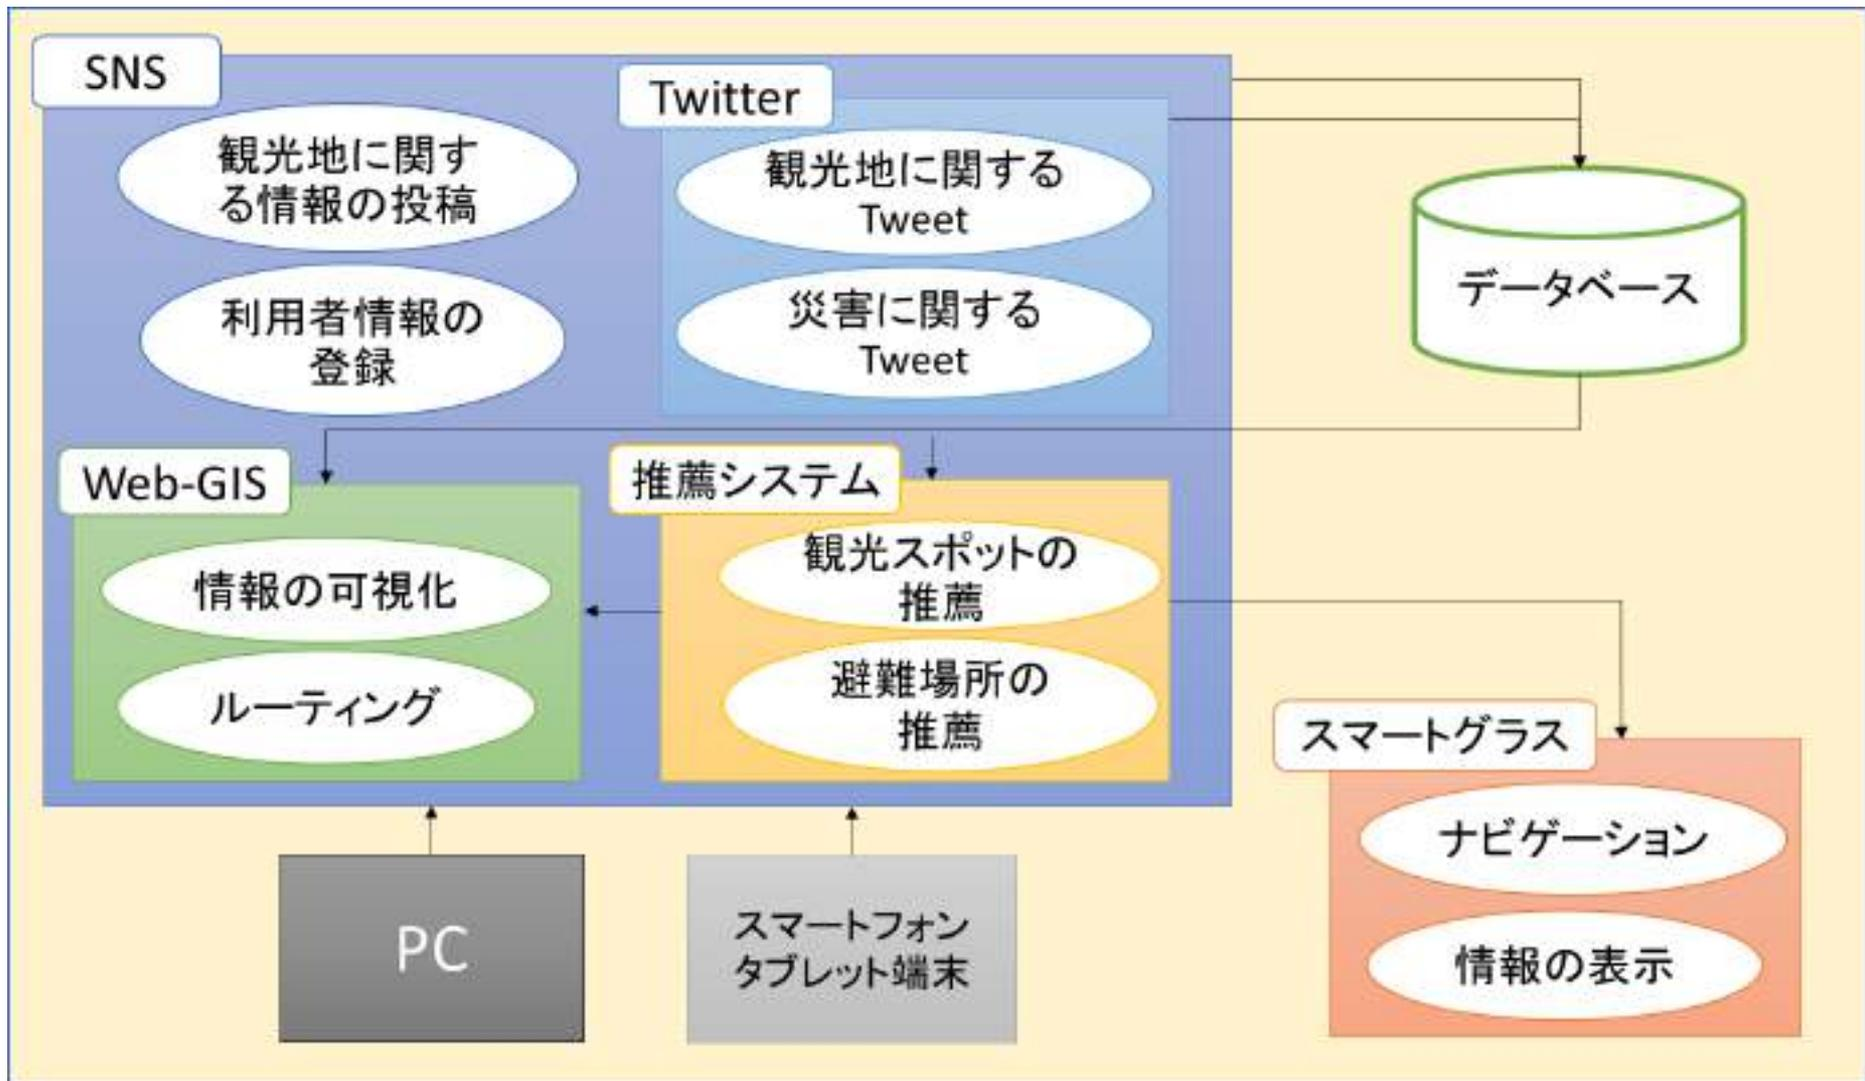 SNS
Twitter
観光地に関す
る情報の投稿
利用者情報の
登録
観光地に関する
Tweet
災害に関する
Tweet
データベース
Web-GIS
情報の可視化
ルーティング
推薦システム
観光スポットの
推薦
避難場所の
推薦
スマートグラス
ナビゲーション
情報の表示
PC
スマートフォン
タブレット端末